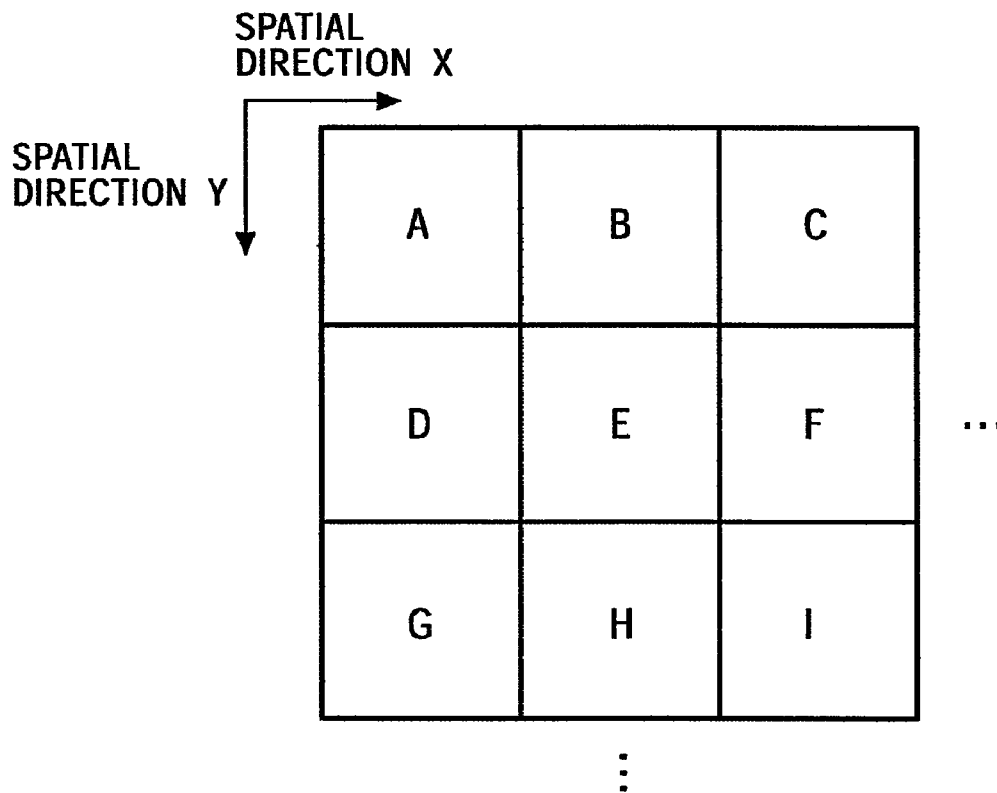 SPATIAL
DIRECTION X
SPATIAL
DIRECTION Y
A B C
D E F ...
G H I
⋮